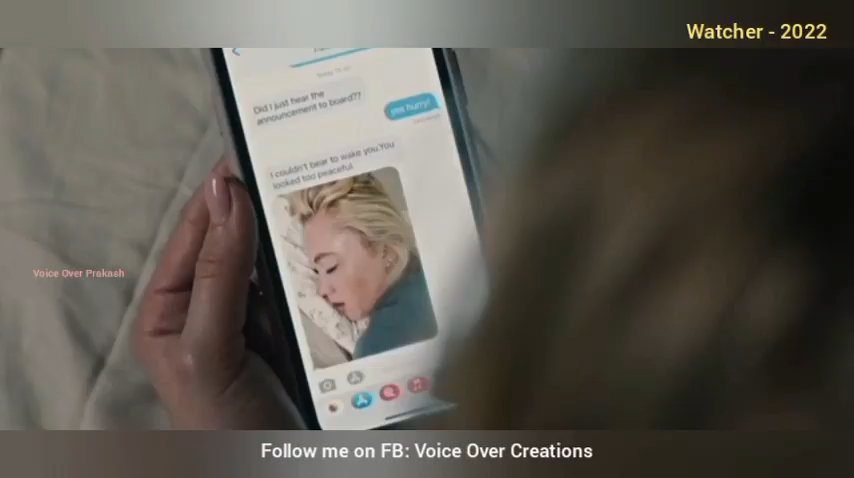 Watcher - 2022
Did I just hear the
announcement to board??
yes hurry!
I couldn't bear to wake you.You
looked too peaceful.
Voice Over Prakash
Follow me on FB: Voice Over Creations